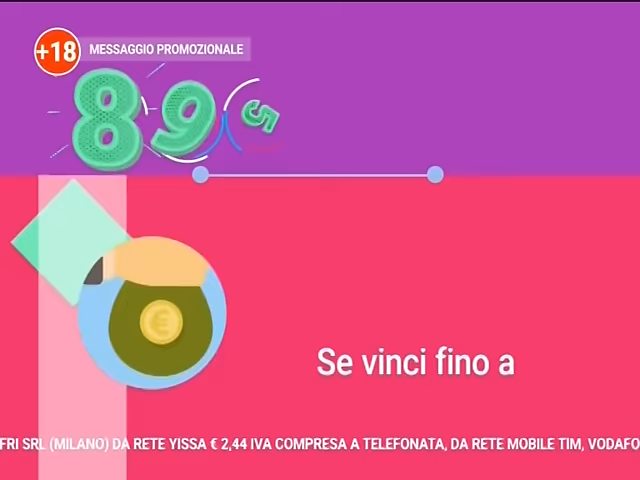 +18 MESSAGGIO PROMOZIONALE
895
€
Se vinci fino a
FRI SRL (MILANO) DA RETE YISSA € 2,44 IVA COMPRESA A TELEFONATA, DA RETE MOBILE TIM, VODAFO